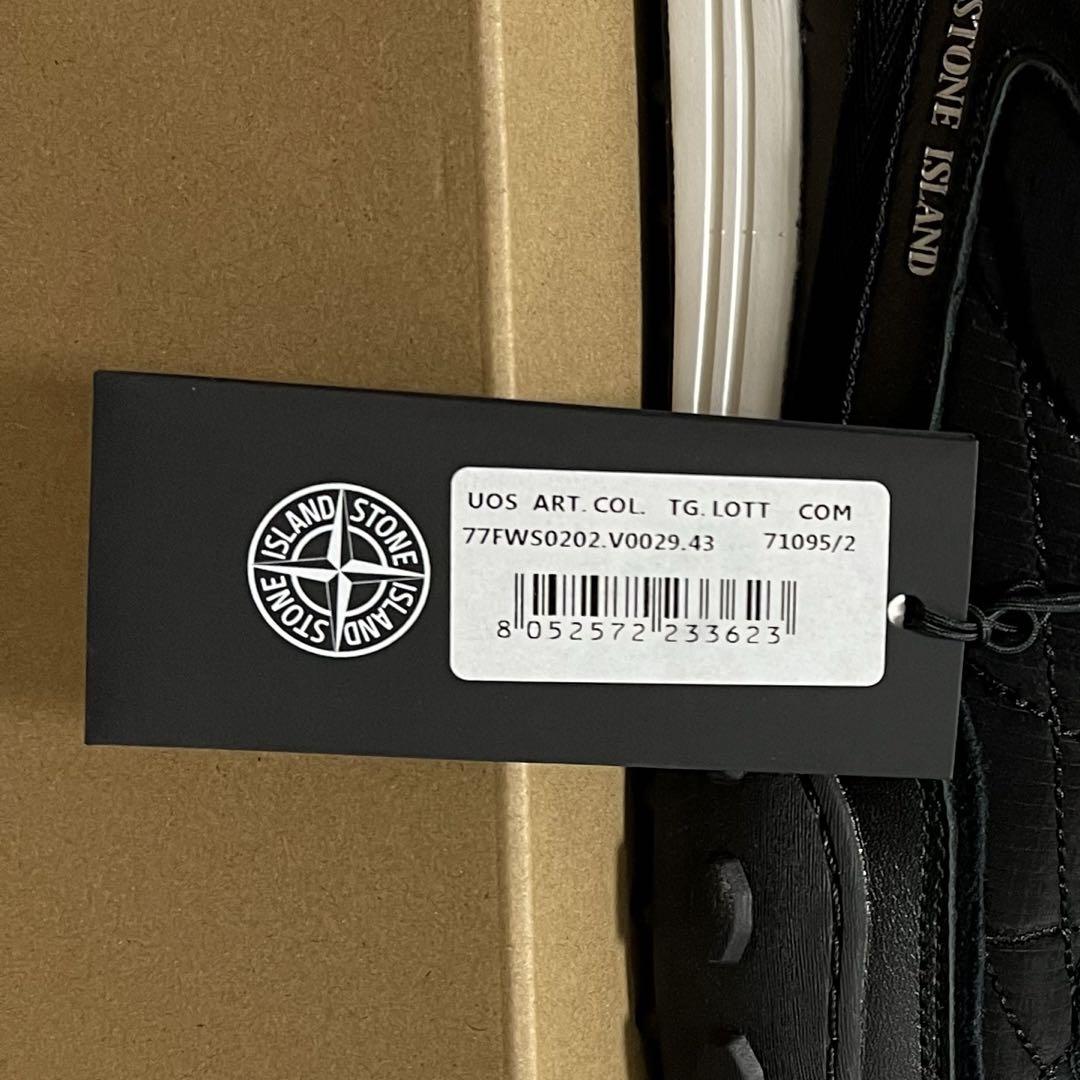 STONE ISLAND
ISLAND STONE
STONE ISLAND
UOS ART. COL. TG. LOTT COM
77FWS0202.V0029.43 71095/2
8 052572 233623